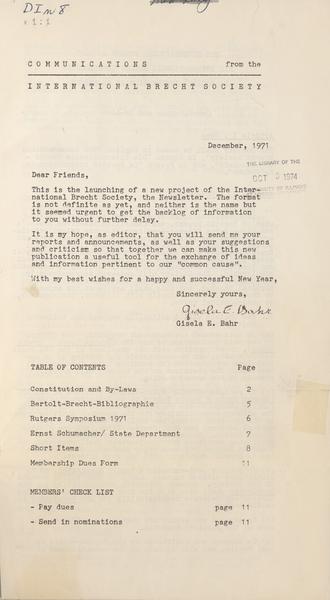 DIN 8
x 1:1
COMMUNICATIONS from the
INTERNATIONAL BRECHT SOCIETY
December, 1971
THE LIBRARY OF THE
OCT 1974
Dear Friends,
This is the launching of a new project of the Inter-
national Brecht Society, the Newsletter. The format
is not definite as yet, and neither is the name but
it seemed urgent to get the backlog of information
to you without further delay.
It is my hope, as editor, that you will send me your
reports and announcements, as well as your suggestions
and criticism so that together we can make this new
publication a useful tool for the exchange of ideas
and information pertinent to our "common cause".
With my best wishes for a happy and successful New Year,
Sincerely yours,
Gisela E. Bahr
Gisela E. Bahr
TABLE OF CONTENTS Page
Constitution and By-Laws 2
Bertolt-Brecht-Bibliographie 5
Rutgers Symposium 1971 6
Ernst Schumacher/ State Department 7
Short Items 8
Membership Dues Form 11
MEMBERS' CHECK LIST
- Pay dues page 11
- Send in nominations page 11